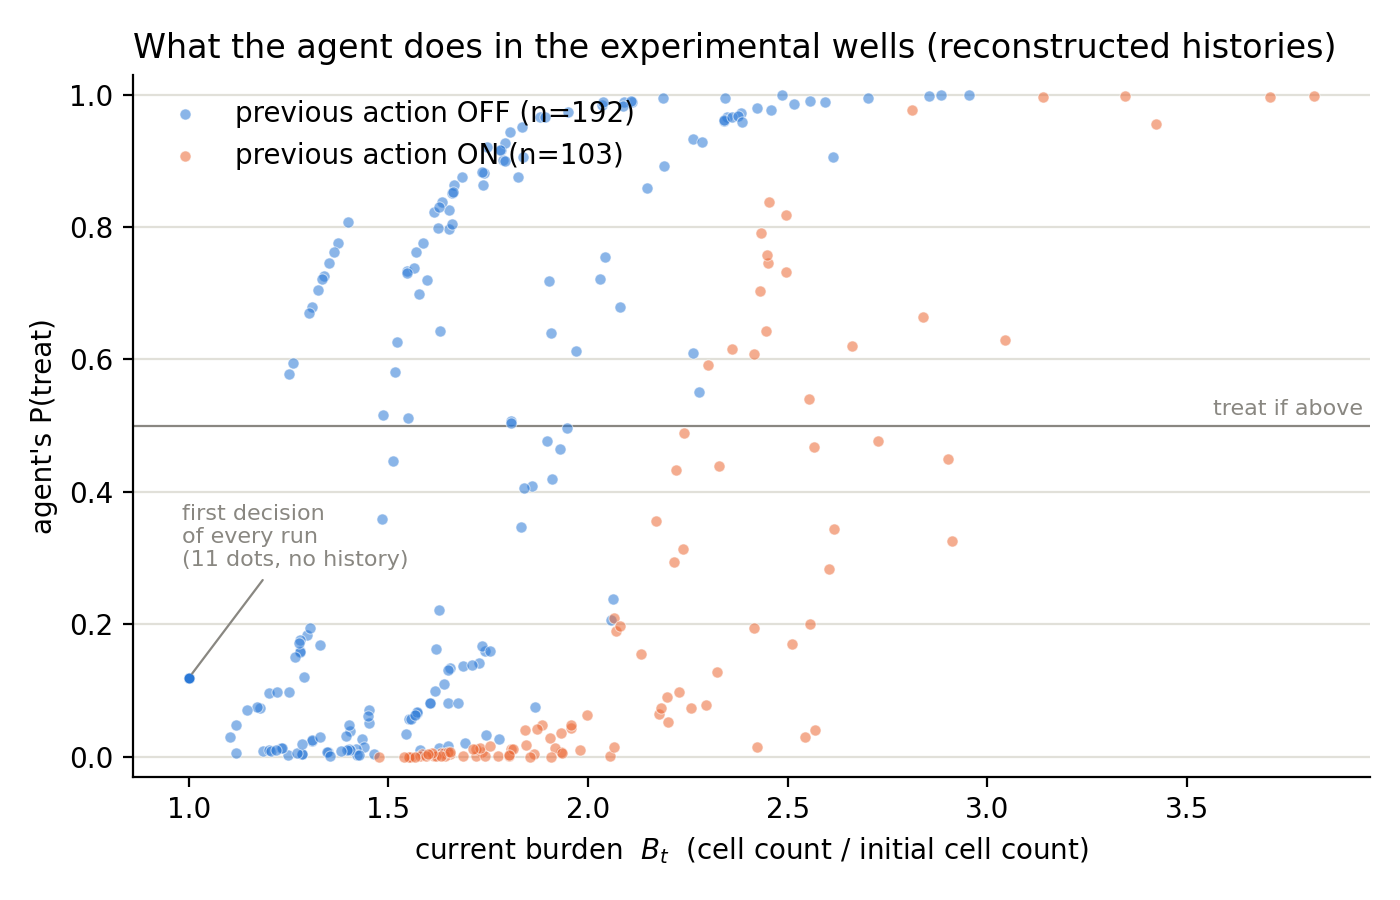 What the agent does in the experimental wells (reconstructed histories)
previous action OFF (n=192)
previous action ON (n=103)
treat if above
first decision
of every run
(11 dots, no history)
agent's P(treat)
1.0
0.8
0.6
0.4
0.2
0.0
1.0 1.5 2.0 2.5 3.0 3.5
current burden Bₜ (cell count / initial cell count)